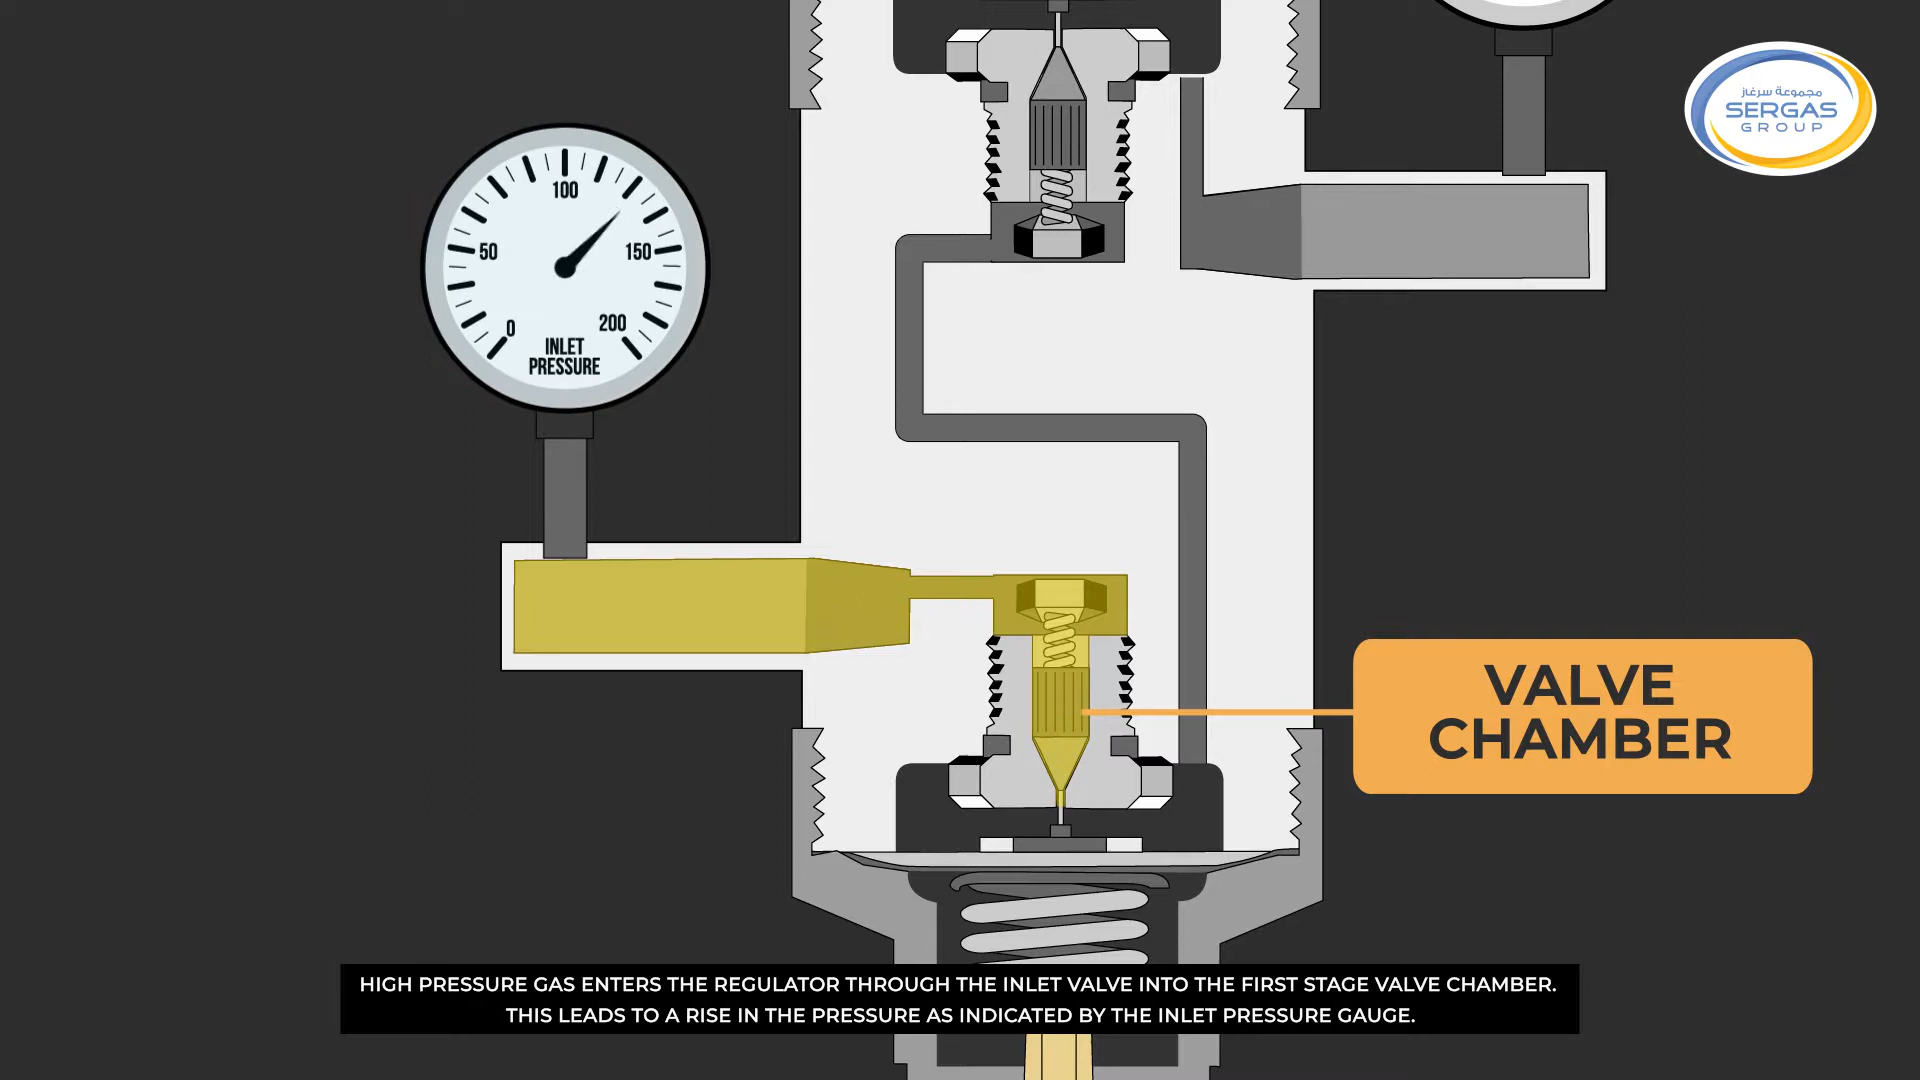 مجموعة سرغاز
SERGAS
GROUP
100
50
150
0
200
INLET
PRESSURE
VALVE
CHAMBER
HIGH PRESSURE GAS ENTERS THE REGULATOR THROUGH THE INLET VALVE INTO THE FIRST STAGE VALVE CHAMBER.
THIS LEADS TO A RISE IN THE PRESSURE AS INDICATED BY THE INLET PRESSURE GAUGE.